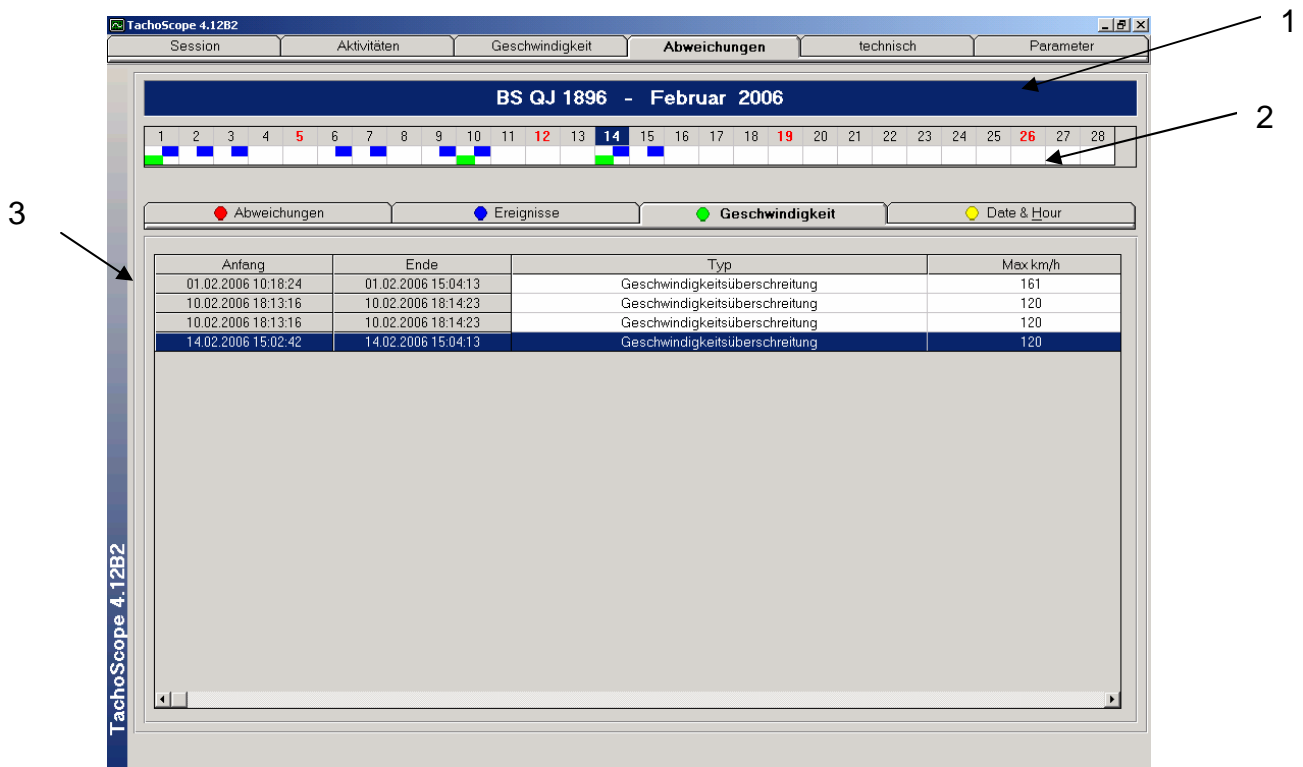 TachoScope 4.12B2
1
Session Aktivitäten Geschwindigkeit Abweichungen technisch Parameter
BS QJ 1896 - Februar 2006
2
1 2 3 4 5 6 7 8 9 10 11 12 13 14 15 16 17 18 19 20 21 22 23 24 25 26 27 28
3
Abweichungen Ereignisse Geschwindigkeit Date & Hour
Anfang Ende Typ Max km/h
01.02.2006 10:18:24 01.02.2006 15:04:13 Geschwindigkeitsüberschreitung 161
10.02.2006 18:13:16 10.02.2006 18:14:23 Geschwindigkeitsüberschreitung 120
10.02.2006 18:13:16 10.02.2006 18:14:23 Geschwindigkeitsüberschreitung 120
14.02.2006 15:02:42 14.02.2006 15:04:13 Geschwindigkeitsüberschreitung 120
TachoScope 4.12B2